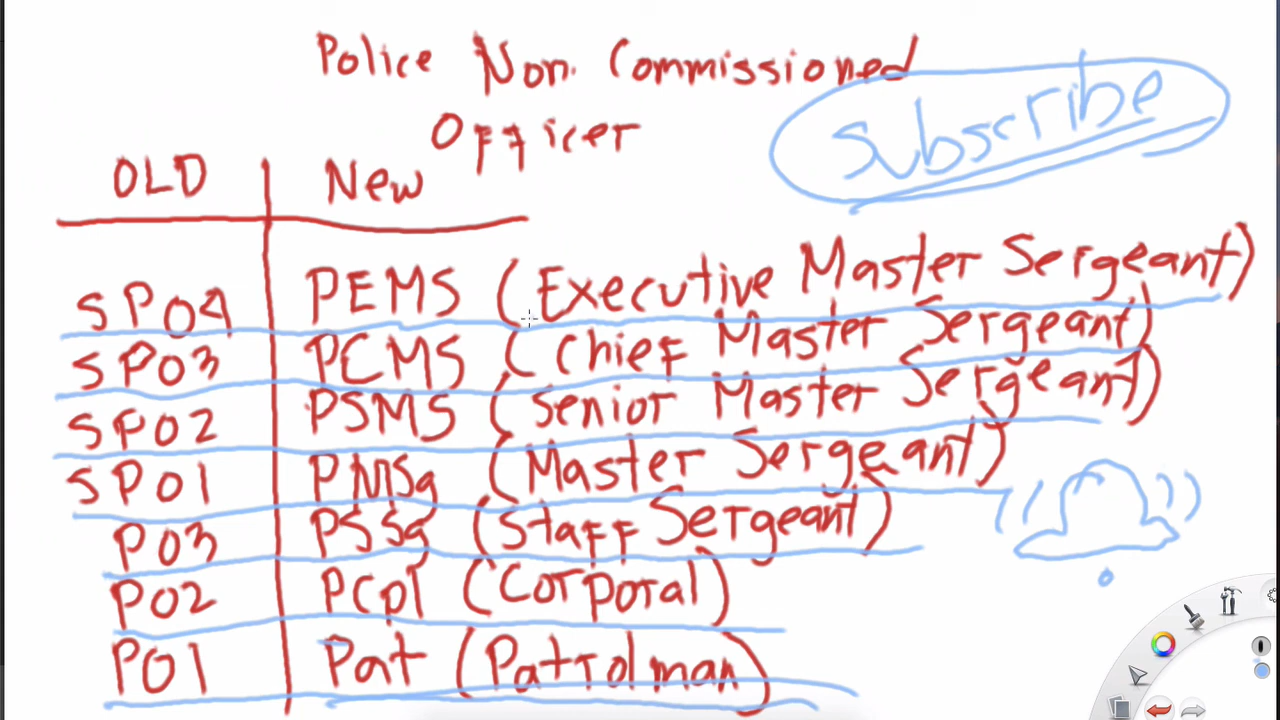 Police Non. Commissioned
Officer
Subscribe
OLD New
SPO4 PEMS (Executive Master Sergeant)
SPO3 PCMS (Chief Master Sergeant)
SPO2 PSMS (Senior Master Sergeant)
SPO1 PMSg (Master Sergeant)
PO3 PSSg (Staff Sergeant)
PO2 PCpl (Corporal)
PO1 Pat (Patrolman)